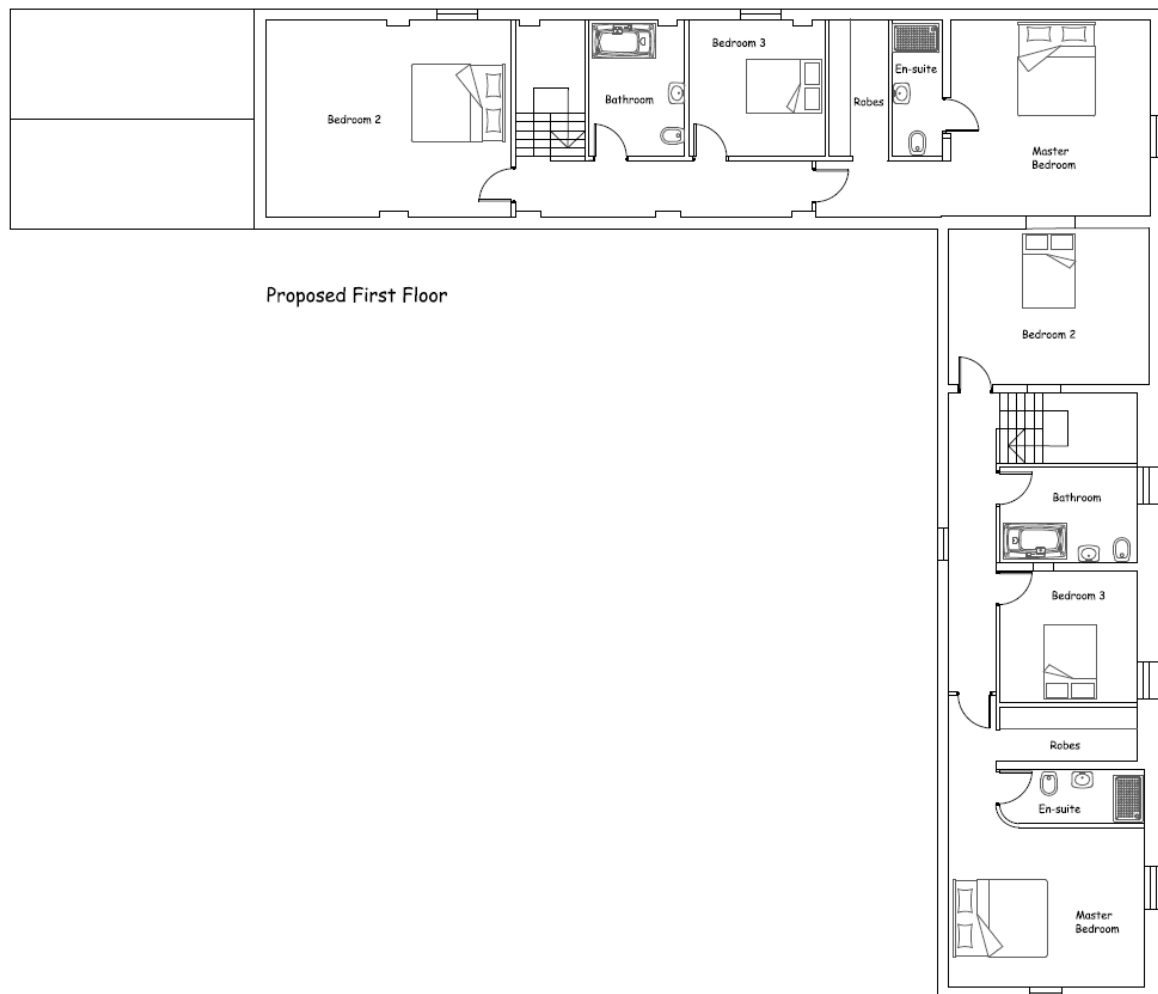 Bedroom 3
En-suite
Bathroom
Robes
Bedroom 2
Master
Bedroom
Proposed First Floor
Bedroom 2
Bathroom
Bedroom 3
Robes
En-suite
Master
Bedroom